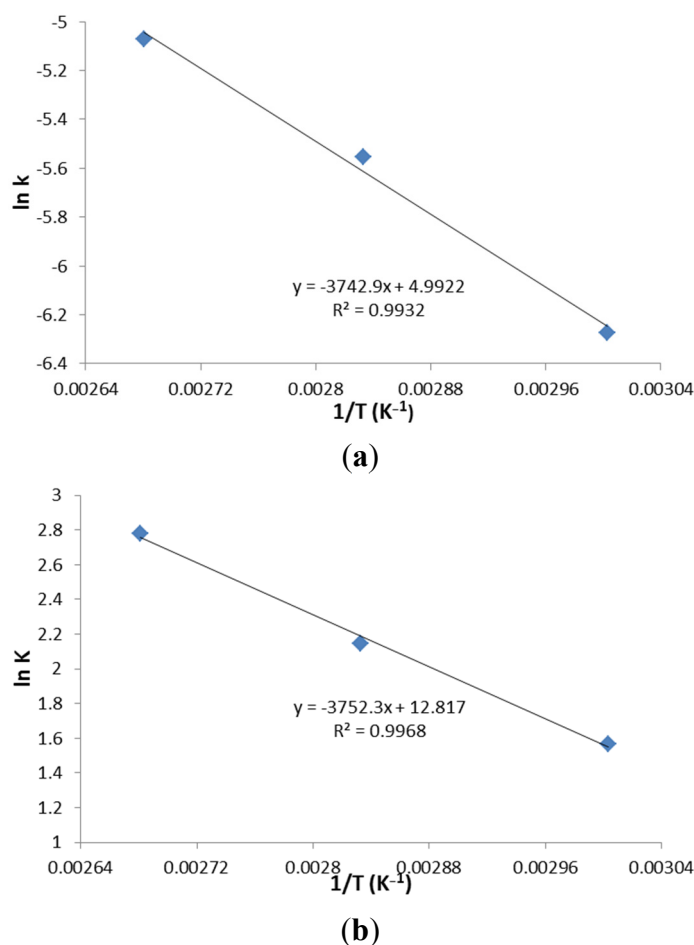 -5
-5.2
-5.4
-5.6
-5.8
-6
-6.2
-6.4
ln k
y = -3742.9x + 4.9922
R² = 0.9932
0.00264 0.00272 0.0028 0.00288 0.00296 0.00304
1/T (K⁻¹)
(a)
3
2.8
2.6
2.4
2.2
2
1.8
1.6
1.4
1.2
1
ln K
y = -3752.3x + 12.817
R² = 0.9968
0.00264 0.00272 0.0028 0.00288 0.00296 0.00304
1/T (K⁻¹)
(b)